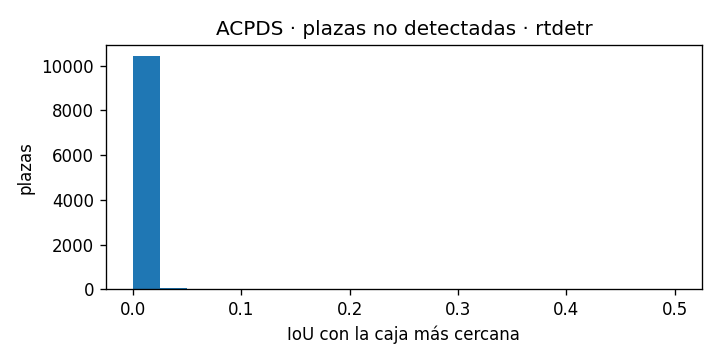 ACPDS · plazas no detectadas · rtdetr
10000
8000
6000
4000
2000
0
plazas
0.0 0.1 0.2 0.3 0.4 0.5
IoU con la caja más cercana